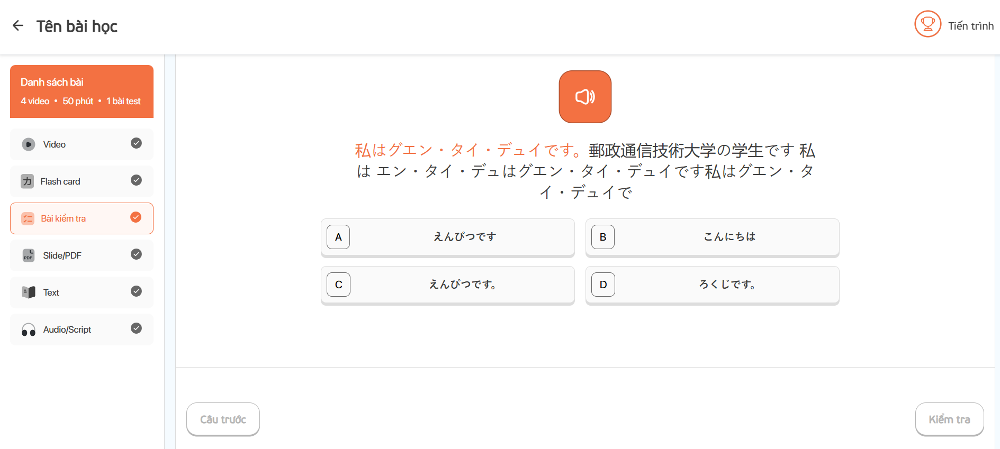 Tên bài học
Tiến trình
Danh sách bài
4 video • 50 phút • 1 bài test
Video
カ Flash card
Bài kiểm tra
PDF Slide/PDF
Text
Audio/Script
私はグエン・タイ・デュイです。郵政通信技術大学の学生です 私
は エン・タイ・デュはグエン・タイ・デュイです私はグエン・タ
イ・デュイで
A えんぴつです
B こんにちは
C えんぴつです。
D ろくじです。
Câu trước
Kiểm tra